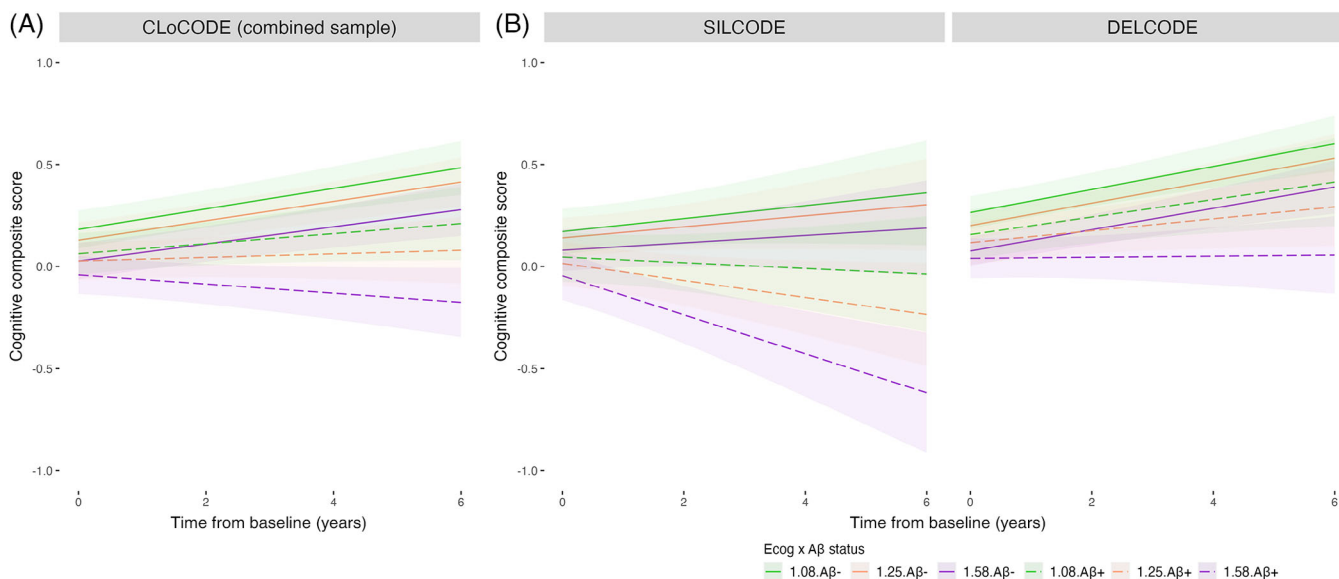 (A) CLoCODE (combined sample)
(B) SILCODE DELCODE
Cognitive composite score
1.0
0.5
0.0
-0.5
-1.0
0 2 4 6
Time from baseline (years)
Cognitive composite score
1.0
0.5
0.0
-0.5
-1.0
0 2 4 6
0 2 4 6
Time from baseline (years)
Ecog x Aβ status
1.08.Aβ- 1.25.Aβ- 1.58.Aβ- 1.08.Aβ+ 1.25.Aβ+ 1.58.Aβ+